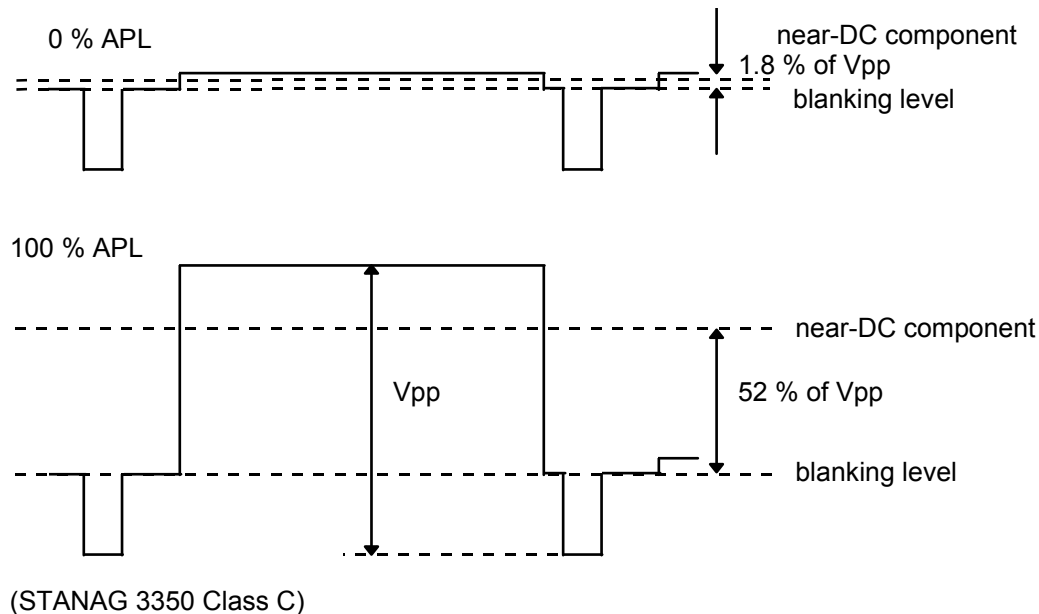 0 % APL
near-DC component
1.8 % of Vpp
blanking level
100 % APL
near-DC component
Vpp
52 % of Vpp
blanking level
(STANAG 3350 Class C)